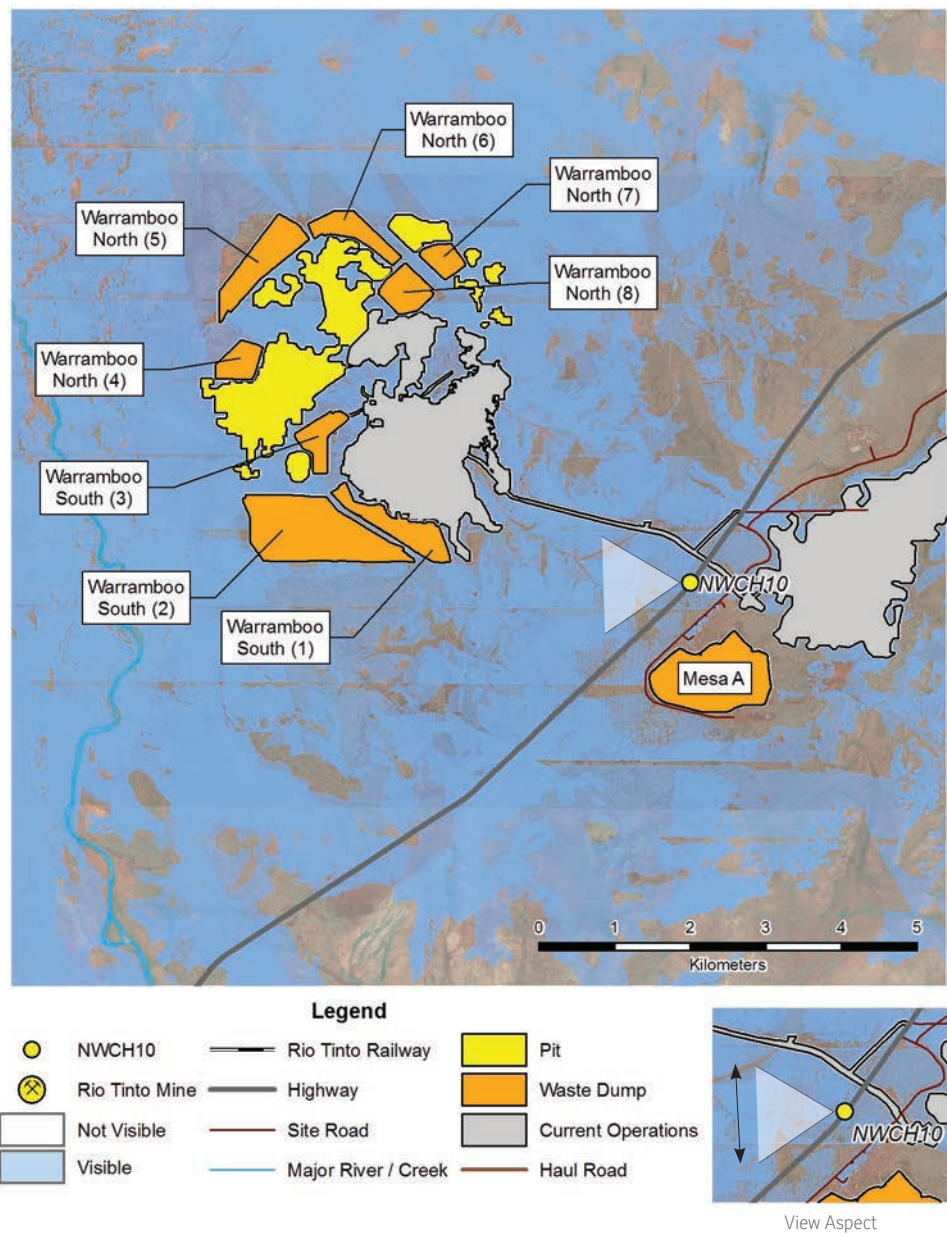 Warramboo
North (6)
Warramboo
North (7)
Warramboo
North (5)
Warramboo
North (8)
Warramboo
North (4)
Warramboo
South (3)
NWCH10
Warramboo
South (2)
Warramboo
South (1)
Mesa A
0 1 2 3 4 5
Kilometers
Legend
NWCH10
Rio Tinto Railway
Pit
Rio Tinto Mine
Highway
Waste Dump
Not Visible
Site Road
Current Operations
Visible
Major River / Creek
Haul Road
NWCH10
View Aspect